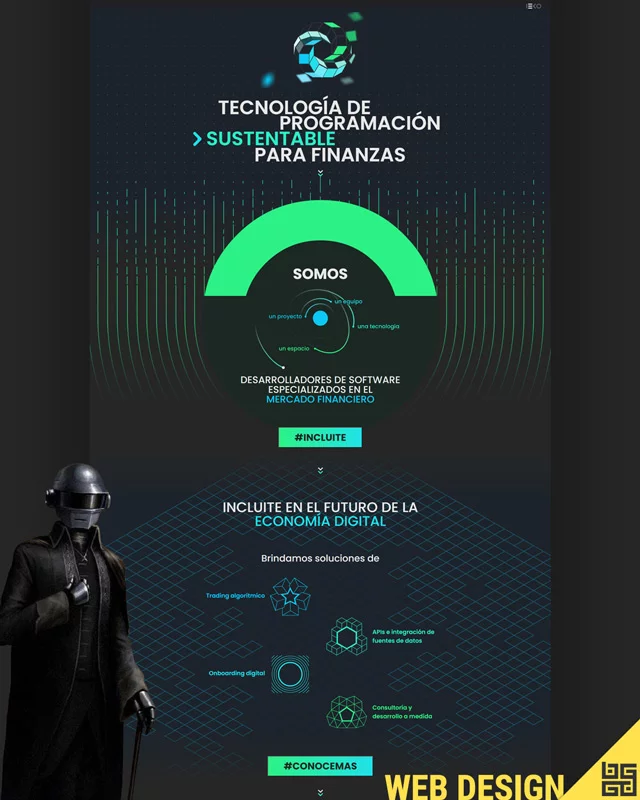 TECNOLOGÍA DE
PROGRAMACIÓN
SUSTENTABLE
PARA FINANZAS
SOMOS
un equipo
un proyecto
una tecnología
un espacio
DESARROLLADORES DE SOFTWARE
ESPECIALIZADOS EN EL
MERCADO FINANCIERO
#INCLUITE
INCLUITE EN EL FUTURO DE LA
ECONOMÍA DIGITAL
Brindamos soluciones de
Trading algorítmico
APIs e integración de
fuentes de datos
Onboarding digital
Consultoría y
desarrollo a medida
#CONOCEMAS
WEB DESIGN